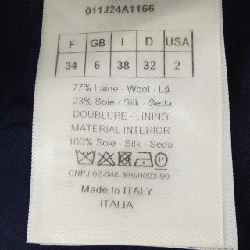 011J24A1166
F GB I D USA
34 6 38 32 2
77% Laine - Wool - Lã
23% Soie - Silk - Seda
DOUBLURE - LINING
MATERIAL INTERIOR
100% Soie - Silk - Seda
CNPJ
Made In ITALY
ITALIA